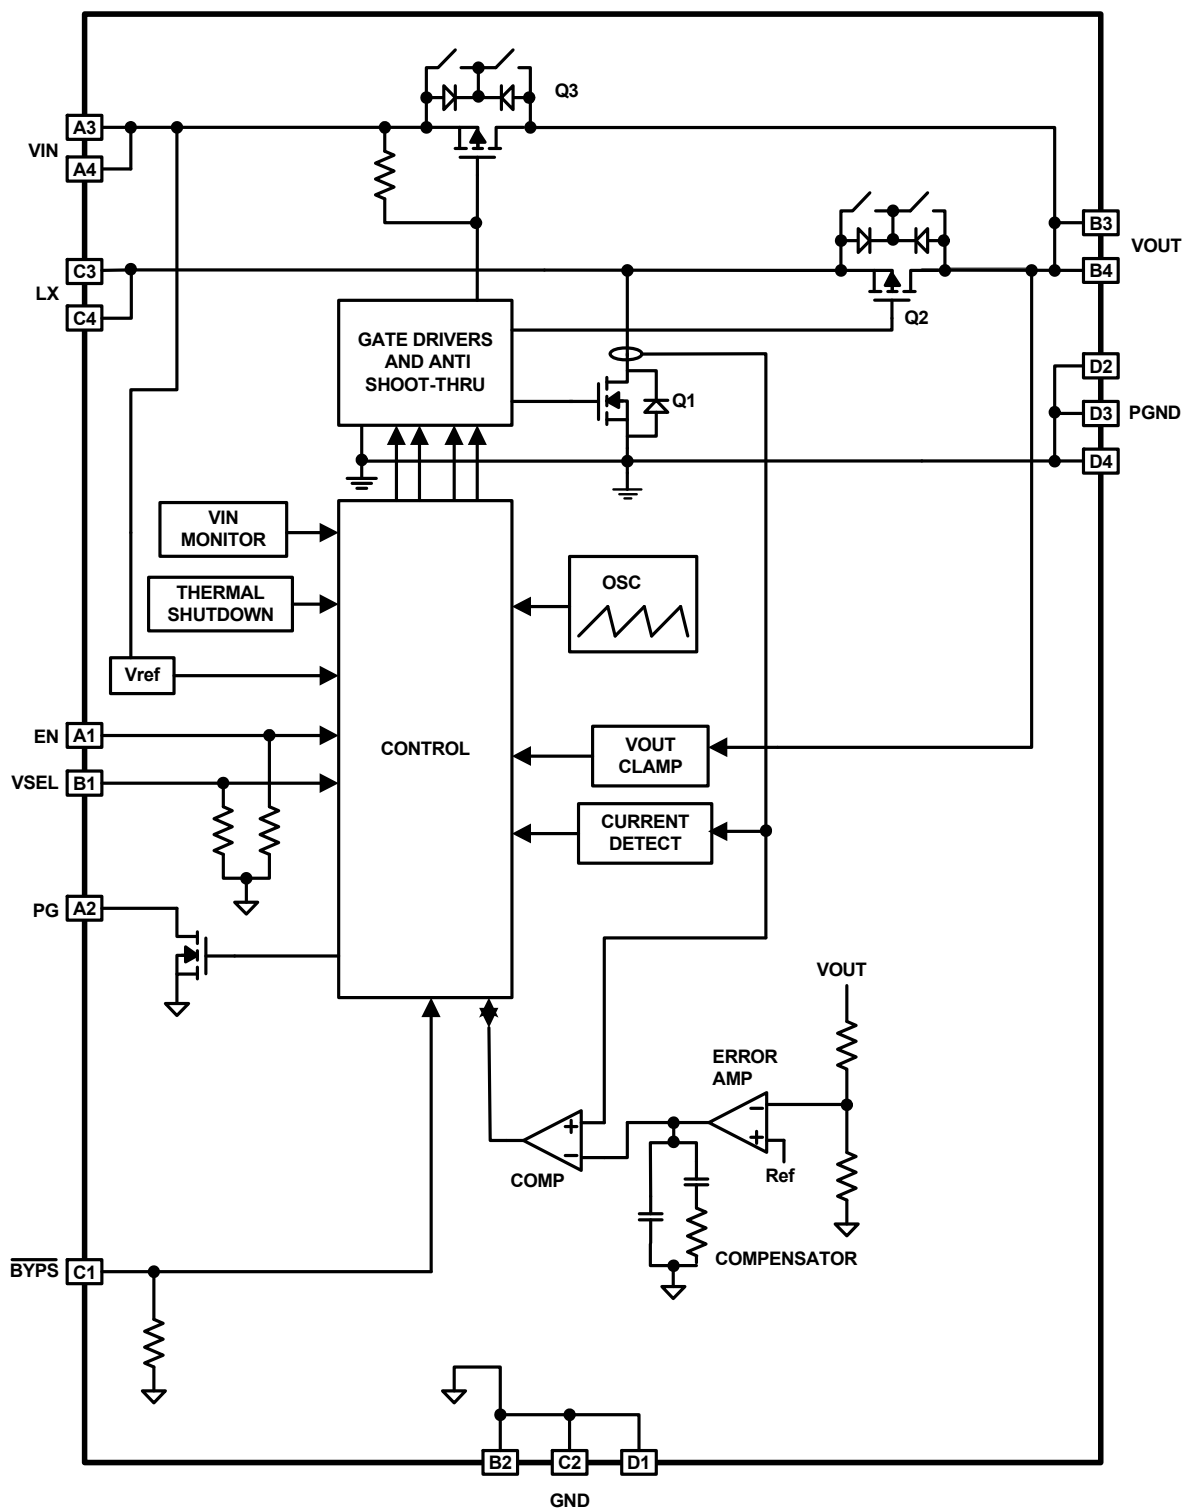 Q3
A3
VIN
A4
B3
VOUT
C3
B4
LX
C4
Q2
GATE DRIVERS
AND ANTI
SHOOT-THRU
D2
Q1
D3
PGND
D4
VIN
MONITOR
OSC
THERMAL
SHUTDOWN
Vref
EN
A1
CONTROL
VOUT
CLAMP
VSEL
B1
CURRENT
DETECT
PG
A2
VOUT
ERROR
AMP
+
−
−
+
COMP
Ref
COMPENSATOR
BYPS
C1
B2
C2
D1
GND